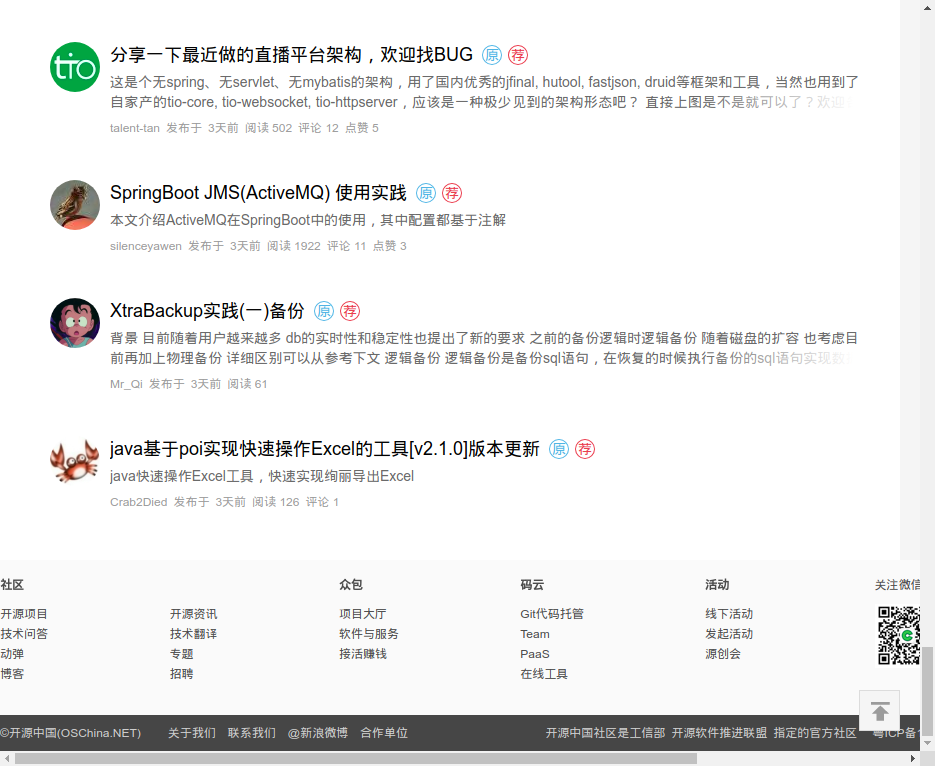 tio
分享一下最近做的直播平台架构，欢迎找BUG 原 荐
这是个无spring、无servlet、无mybatis的架构，用了国内优秀的jfinal, hutool, fastjson, druid等框架和工具，当然也用到了
自家产的tio-core, tio-websocket, tio-httpserver，应该是一种极少见到的架构形态吧？ 直接上图是不是就可以了？欢迎
talent-tan 发布于 3天前 阅读 502 评论 12 点赞 5
SpringBoot JMS(ActiveMQ) 使用实践 原 荐
本文介绍ActiveMQ在SpringBoot中的使用，其中配置都基于注解
silenceyawen 发布于 3天前 阅读 1922 评论 11 点赞 3
XtraBackup实践(一)备份 原 荐
背景 目前随着用户越来越多 db的实时性和稳定性也提出了新的要求 之前的备份逻辑时逻辑备份 随着磁盘的扩容 也考虑目
前再加上物理备份 详细区别可以从参考下文 逻辑备份 逻辑备份是备份sql语句，在恢复的时候执行备份的sql语句实现数
Mr_Qi 发布于 3天前 阅读 61
java基于poi实现快速操作Excel的工具[v2.1.0]版本更新 原 荐
java快速操作Excel工具，快速实现绚丽导出Excel
Crab2Died 发布于 3天前 阅读 126 评论 1
社区 众包 码云 活动 关注微信
开源项目 开源资讯 项目大厅 Git代码托管 线下活动
技术问答 技术翻译 软件与服务 Team 发起活动
动弹 专题 接活赚钱 PaaS 源创会
博客 招聘 在线工具
©开源中国(OSChina.NET) 关于我们 联系我们 @新浪微博 合作单位 开源中国社区是工信部 开源软件推进联盟 指定的官方社区 粤ICP备